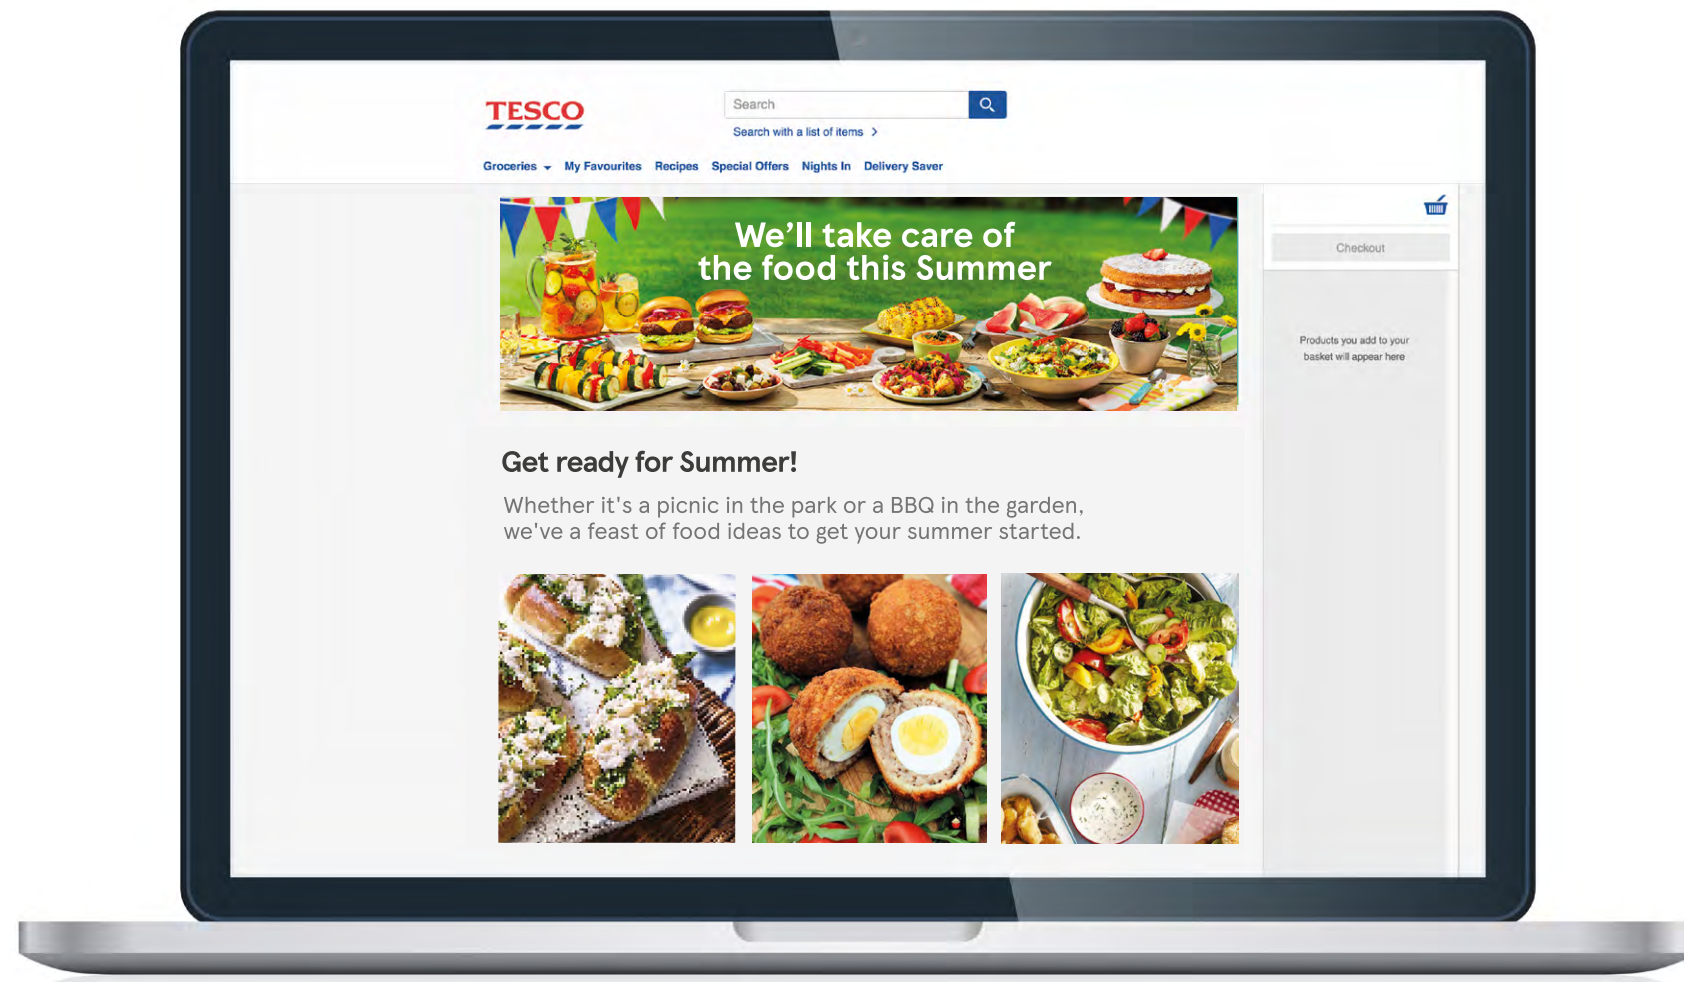 TESCO
Search
Search with a list of items >
Groceries My Favourites Recipes Special Offers Nights In Delivery Saver
We’ll take care of
the food this Summer
Checkout
Products you add to your
basket will appear here
Get ready for Summer!
Whether it's a picnic in the park or a BBQ in the garden,
we've a feast of food ideas to get your summer started.